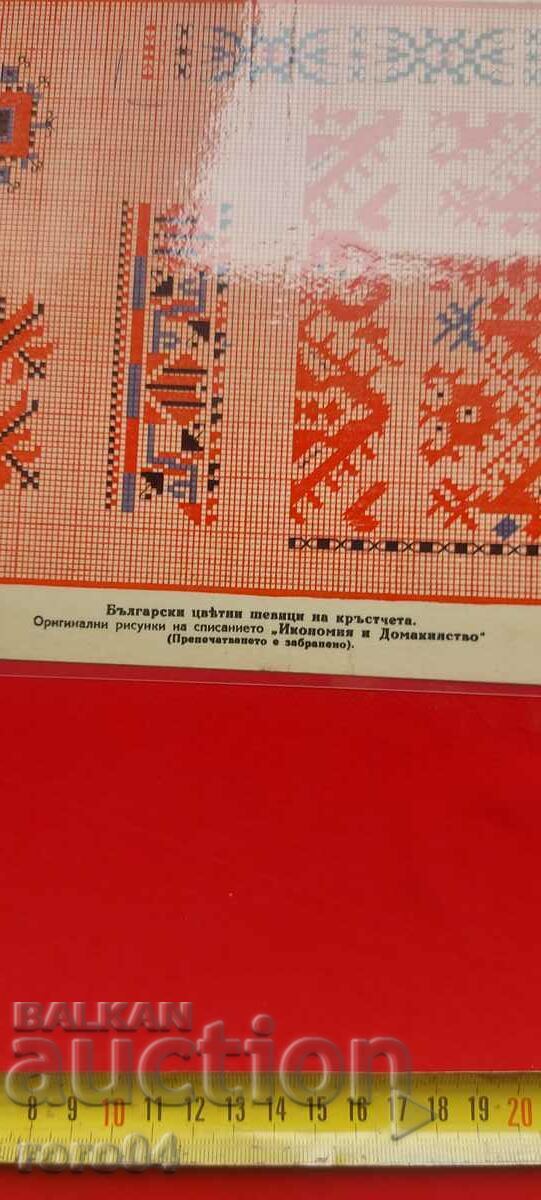 Български цвѣтни шевици на кръстчета.
Оригинални рисунки на списанието „Икономия и Домакинство"
(Препечатването е забранено).
BALKAN
auction
8 9 10 11 12 13 14 15 16 17 18 19 20
roro04